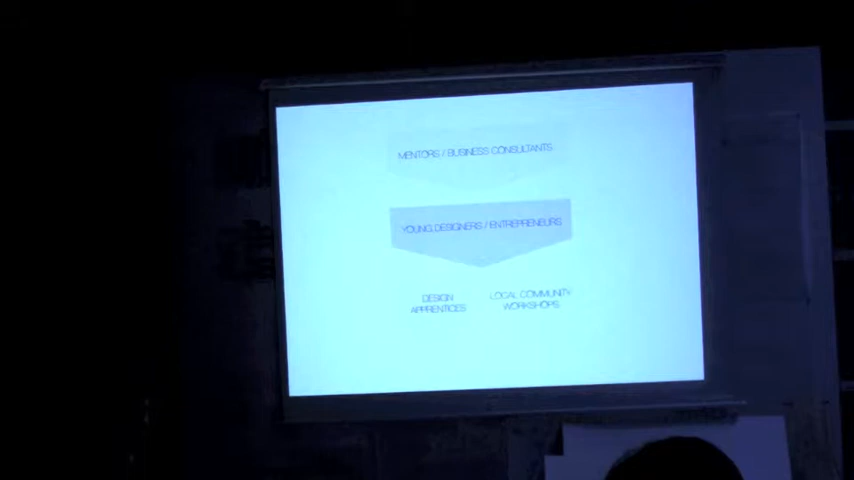 MENTORS / BUSINESS CONSULTANTS
YOUNG DESIGNERS / ENTREPRENEURS
DESIGN
APPRENTICES
LOCAL COMMUNITY
WORKSHOPS